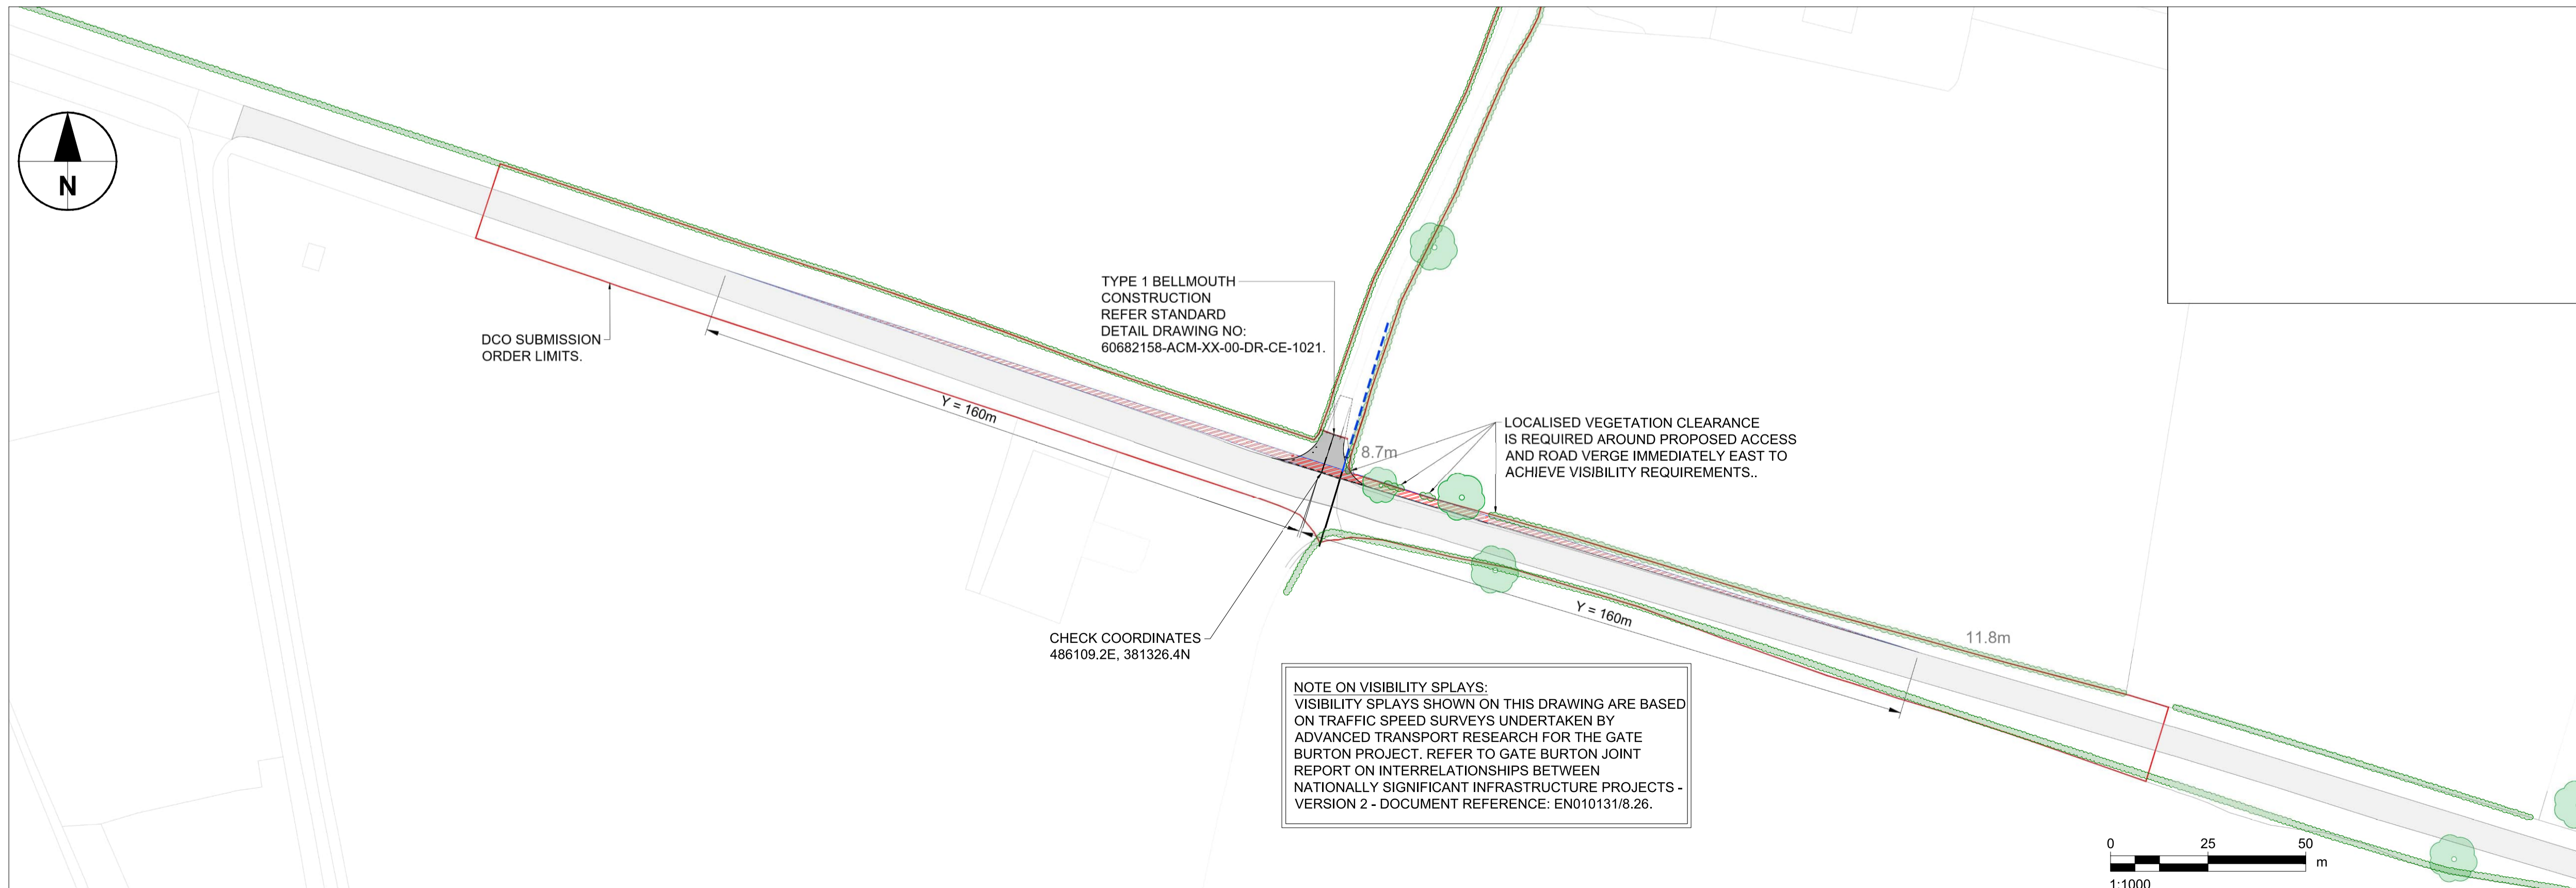 N
TYPE 1 BELLMOUTH
CONSTRUCTION
REFER STANDARD
DETAIL DRAWING NO:
60682158-ACM-XX-00-DR-CE-1021.
DCO SUBMISSION
ORDER LIMITS.
Y = 160m
8.7m
LOCALISED VEGETATION CLEARANCE
IS REQUIRED AROUND PROPOSED ACCESS
AND ROAD VERGE IMMEDIATELY EAST TO
ACHIEVE VISIBILITY REQUIREMENTS..
Y = 160m
11.8m
CHECK COORDINATES
486109.2E, 381326.4N
NOTE ON VISIBILITY SPLAYS:
VISIBILITY SPLAYS SHOWN ON THIS DRAWING ARE BASED
ON TRAFFIC SPEED SURVEYS UNDERTAKEN BY
ADVANCED TRANSPORT RESEARCH FOR THE GATE
BURTON PROJECT. REFER TO GATE BURTON JOINT
REPORT ON INTERRELATIONSHIPS BETWEEN
NATIONALLY SIGNIFICANT INFRASTRUCTURE PROJECTS -
VERSION 2 - DOCUMENT REFERENCE: EN010131/8.26.
0 25 50
m
1:1000